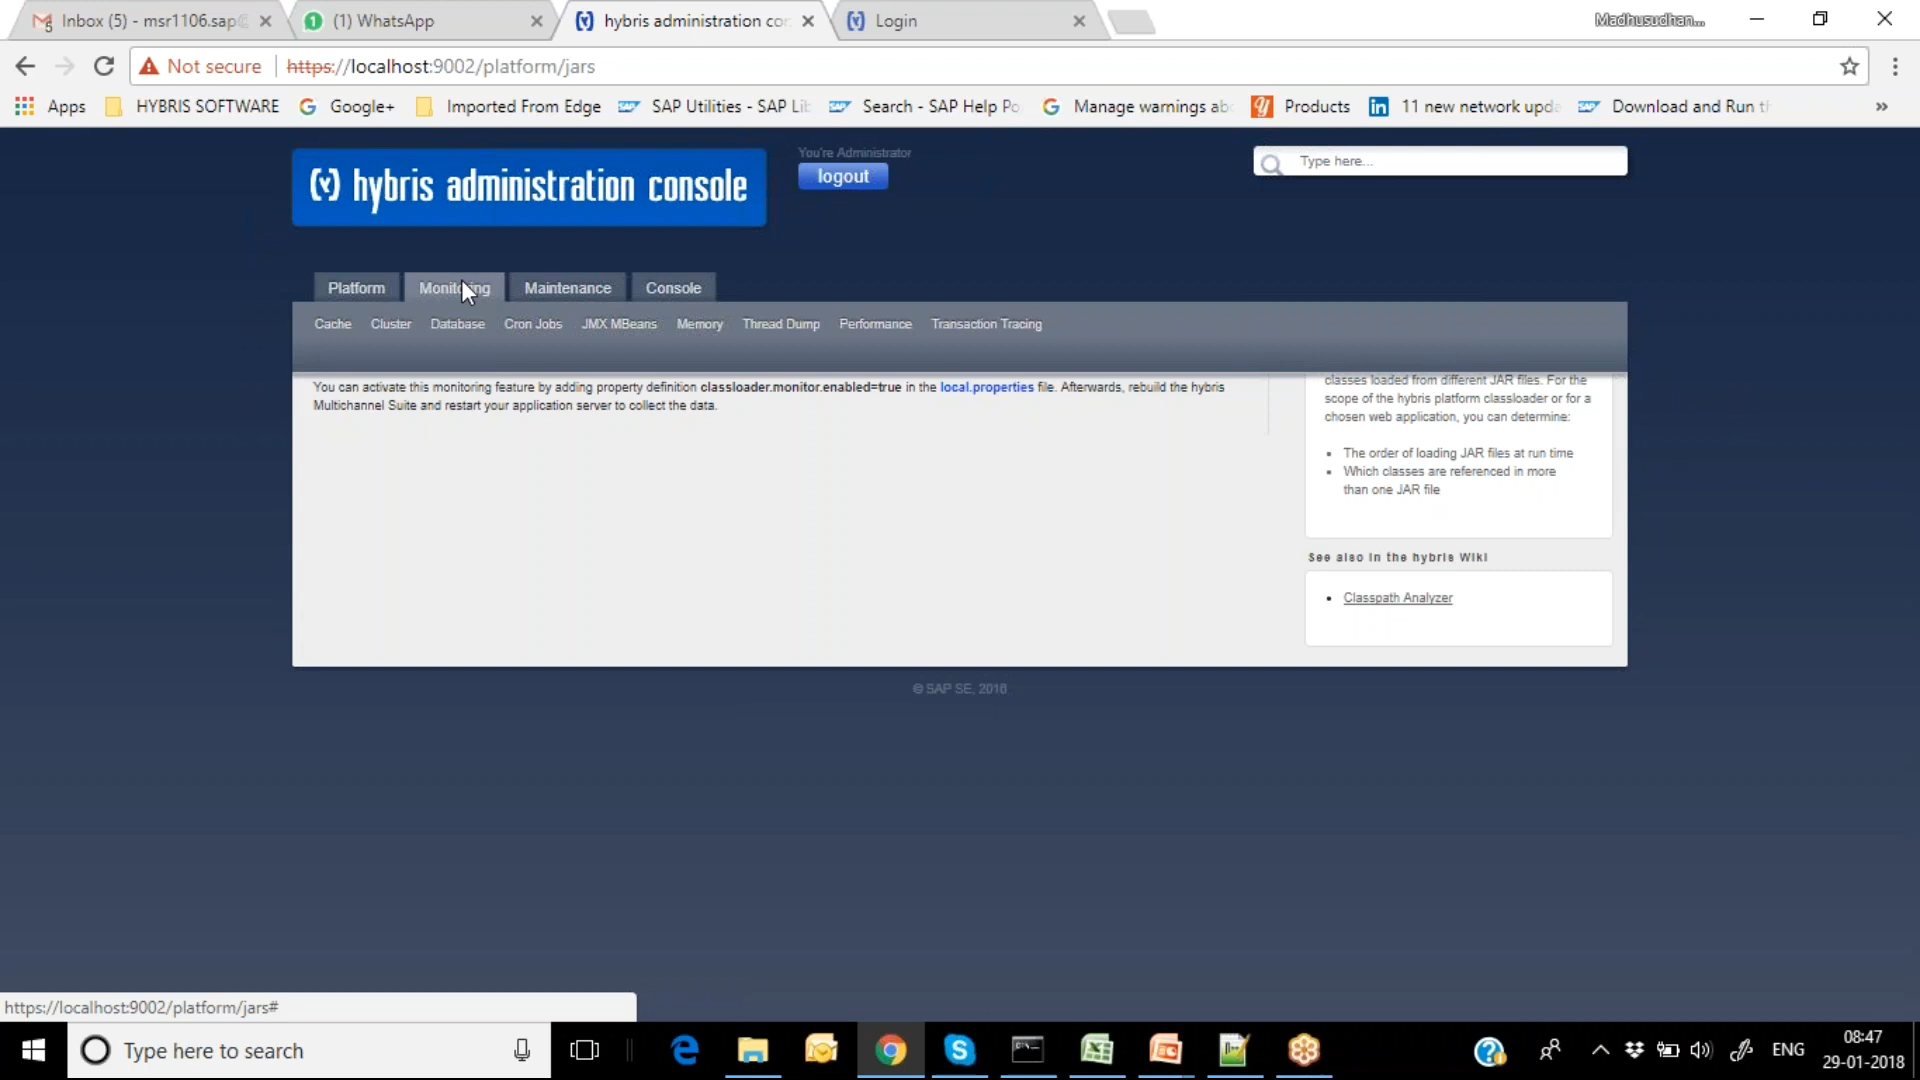 Inbox (5) - msr1106.sap@
(1) WhatsApp
hybris administration con
Login
Madhusudhan...
Not secure
https://localhost:9002/platform/jars
Apps
HYBRIS SOFTWARE
Google+
Imported From Edge
SAP Utilities - SAP Lib
Search - SAP Help Po
Manage warnings ab
Products
11 new network upda
Download and Run th
»
(y) hybris administration console
You're Administrator
logout
Type here...
Platform
Monitoring
Maintenance
Console
Cache
Cluster
Database
Cron Jobs
JMX MBeans
Memory
Thread Dump
Performance
Transaction Tracing
You can activate this monitoring feature by adding property definition classloader.monitor.enabled=true in the local.properties file. Afterwards, rebuild the hybris
Multichannel Suite and restart your application server to collect the data.
classes loaded from different JAR files. For the
scope of the hybris platform classloader or for a
chosen web application, you can determine:
• The order of loading JAR files at run time
• Which classes are referenced in more
than one JAR file
See also in the hybris Wiki
• Classpath Analyzer
© SAP SE, 2018
https://localhost:9002/platform/jars#
Type here to search
ENG
08:47
29-01-2018